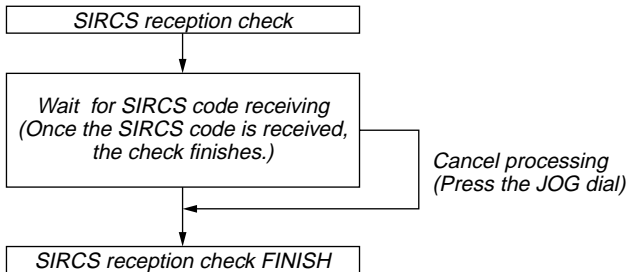 SIRCS reception check
Wait for SIRCS code receiving
(Once the SIRCS code is received,
the check finishes.)
Cancel processing
(Press the JOG dial)
SIRCS reception check FINISH